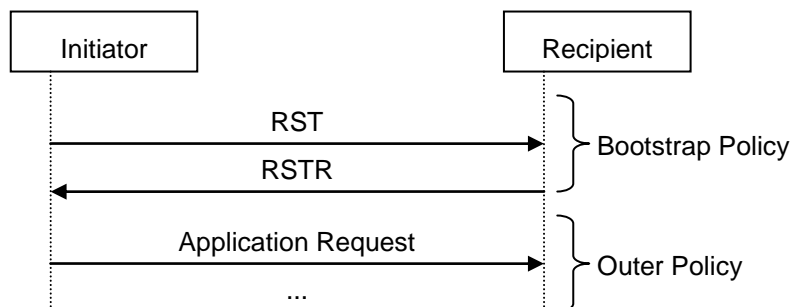 Initiator
Recipient
RST
Bootstrap Policy
RSTR
Application Request
Outer Policy
...